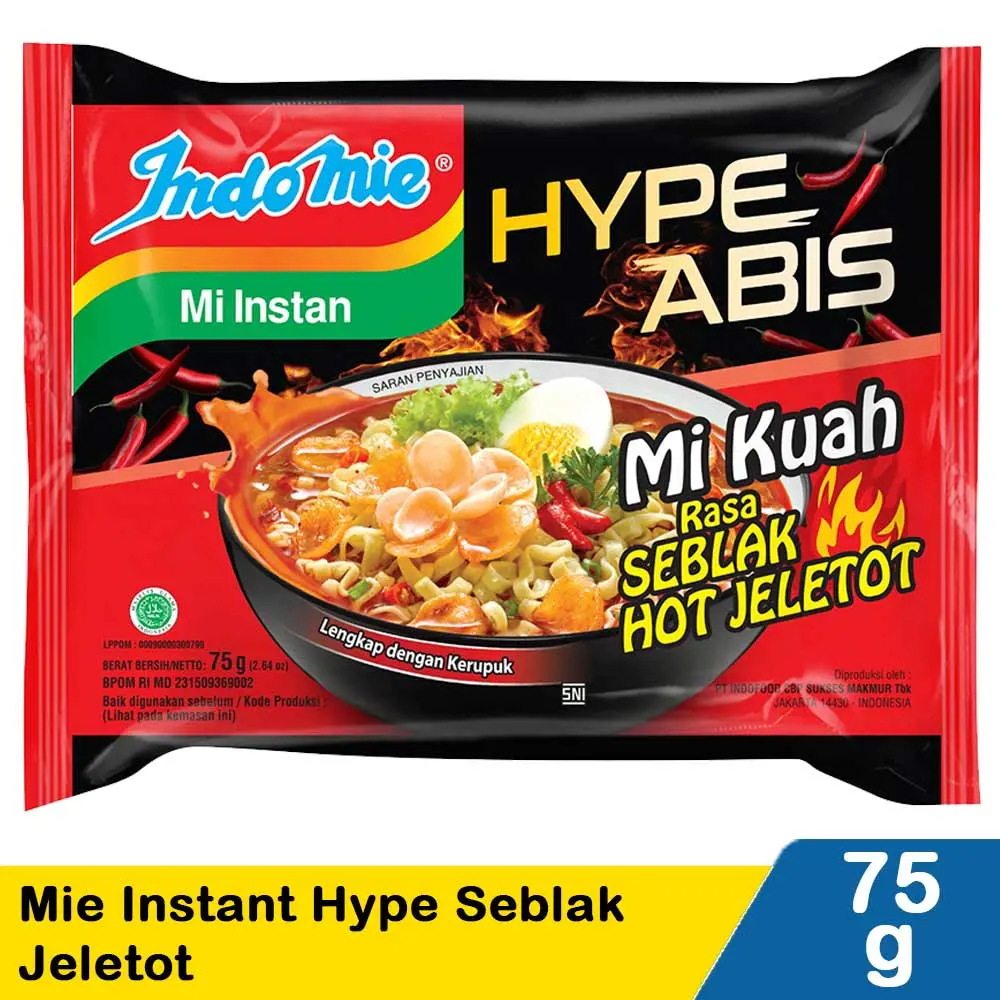 IndoMie®
Mi Instan
HYPE
ABIS
SARAN PENYAJIAN
Mi Kuah
Rasa
SEBLAK
HOT JELETOT
Lengkap dengan Kerupuk
LPPOM : 00090000300799
BERAT BERSIH/NETTO: 75 g (2.64 oz)
BPOM RI MD 231509369002
Baik digunakan sebelum / Kode Produksi :
(Lihat pada kemasan ini)
SNI
Diproduksi oleh :
PT INDOFOOD CBP SUKSES MAKMUR Tbk
JAKARTA 14430 - INDONESIA
Mie Instant Hype Seblak
Jeletot
75
g